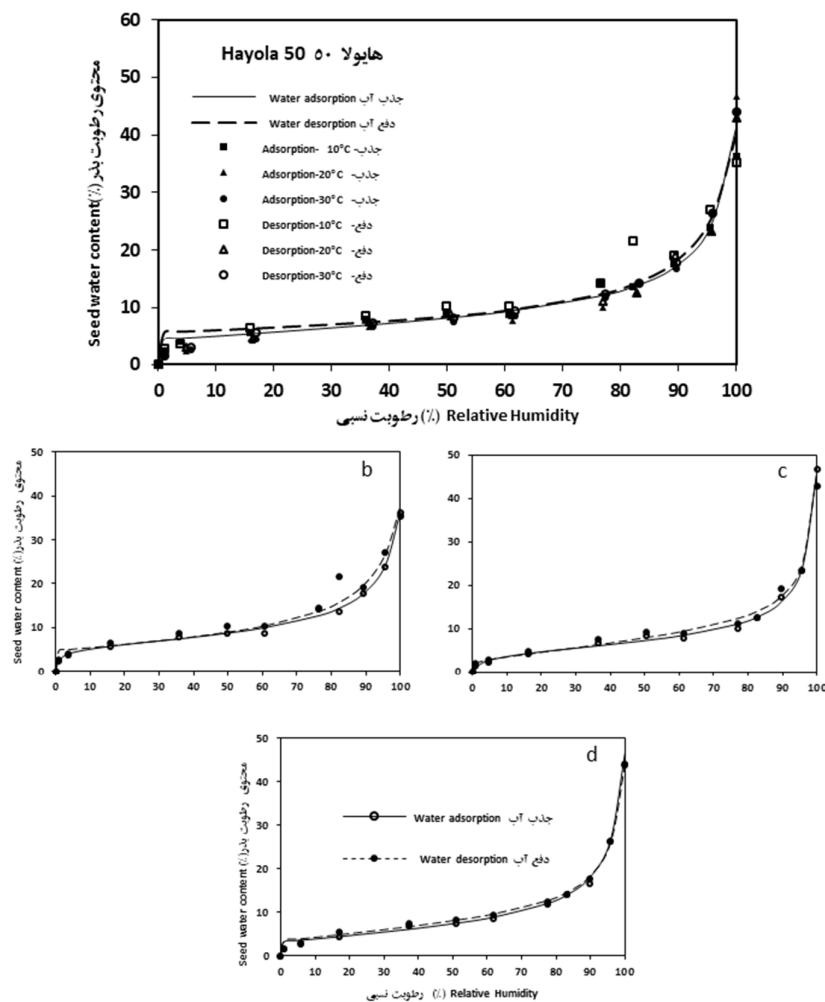 60
50
40
30
20
10
0
محتوی رطوبت بذر (٪) Seed water content
Hayola 50 هایولا ۵۰
Water adsorption جذب آب
Water desorption دفع آب
Adsorption- 10°C جذب-
Adsorption-20°C جذب-
Adsorption-30°C جذب-
Desorption-10°C دفع-
Desorption-20°C دفع-
Desorption-30°C دفع-
0 10 20 30 40 50 60 70 80 90 100
رطوبت نسبی (٪) Relative Humidity
b
50
40
30
20
10
0
محتوی رطوبت بذر (٪) Seed water content
0 10 20 30 40 50 60 70 80 90 100
c
50
40
30
20
10
0
0 10 20 30 40 50 60 70 80 90 100
d
50
40
30
20
10
0
محتوی رطوبت بذر (٪) Seed water content
Water adsorption جذب آب
Water desorption دفع آب
0 10 20 30 40 50 60 70 80 90 100
رطوبت نسبی (٪) Relative Humidity